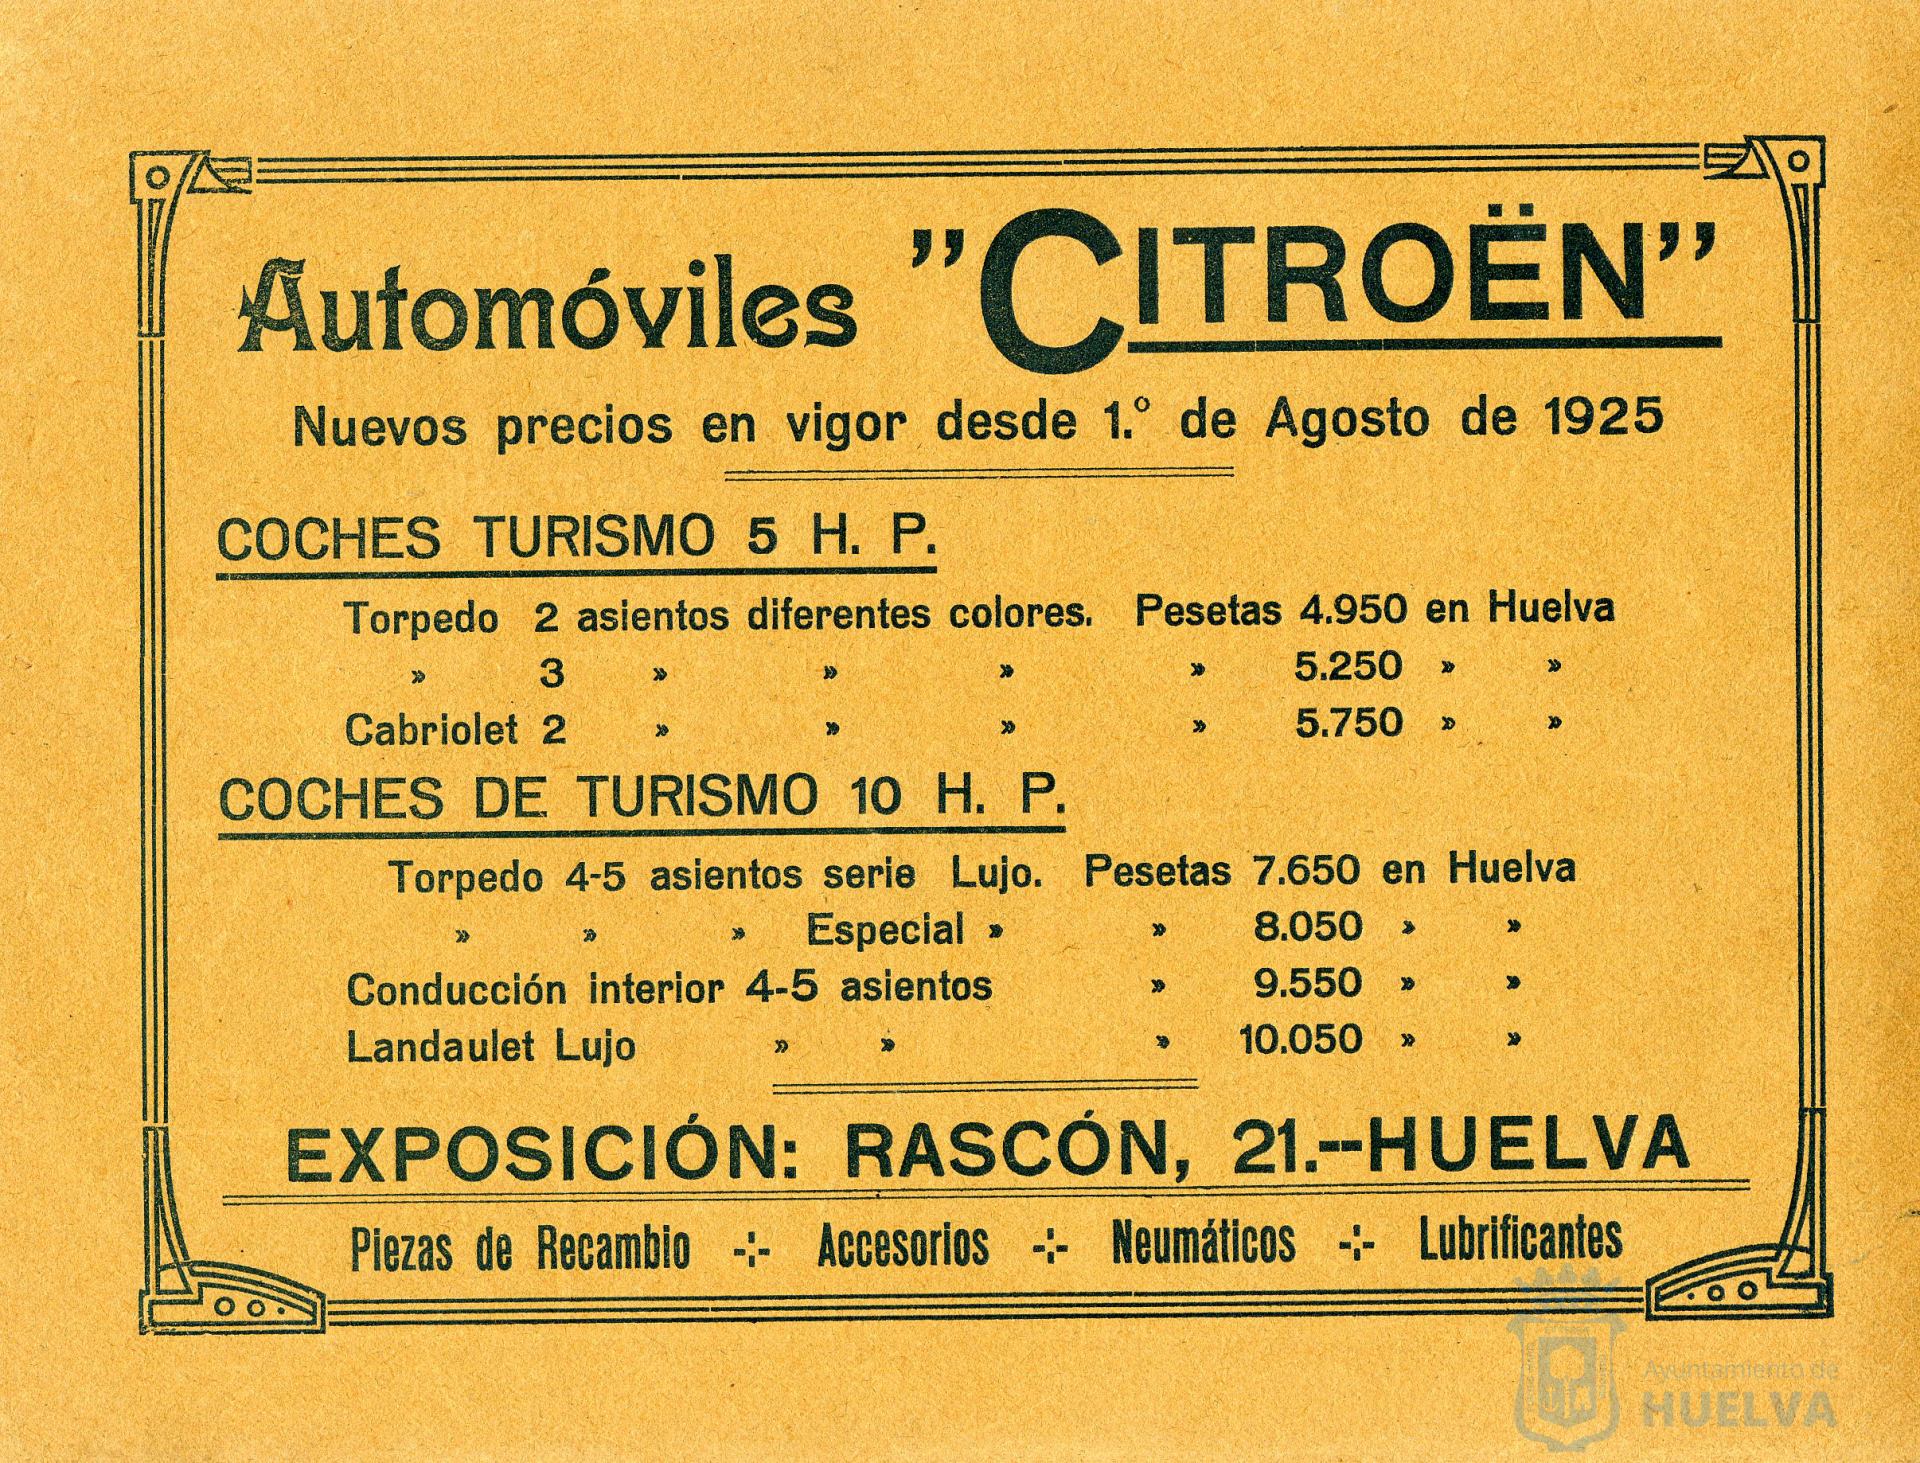 Automóviles "CITROËN"
Nuevos precios en vigor desde 1.º de Agosto de 1925
COCHES TURISMO 5 H. P.
Torpedo 2 asientos diferentes colores. Pesetas 4.950 en Huelva
» 3 » » » » 5.250 » »
Cabriolet 2 » » » » 5.750 » »
COCHES DE TURISMO 10 H. P.
Torpedo 4-5 asientos serie Lujo. Pesetas 7.650 en Huelva
» » » Especial » » 8.050 » »
Conducción interior 4-5 asientos » 9.550 » »
Landaulet Lujo » » » 10.050 » »
EXPOSICIÓN: RASCÓN, 21.--HUELVA
Piezas de Recambio -:- Accesorios -:- Neumáticos -:- Lubrificantes
Ayuntamiento de
HUELVA